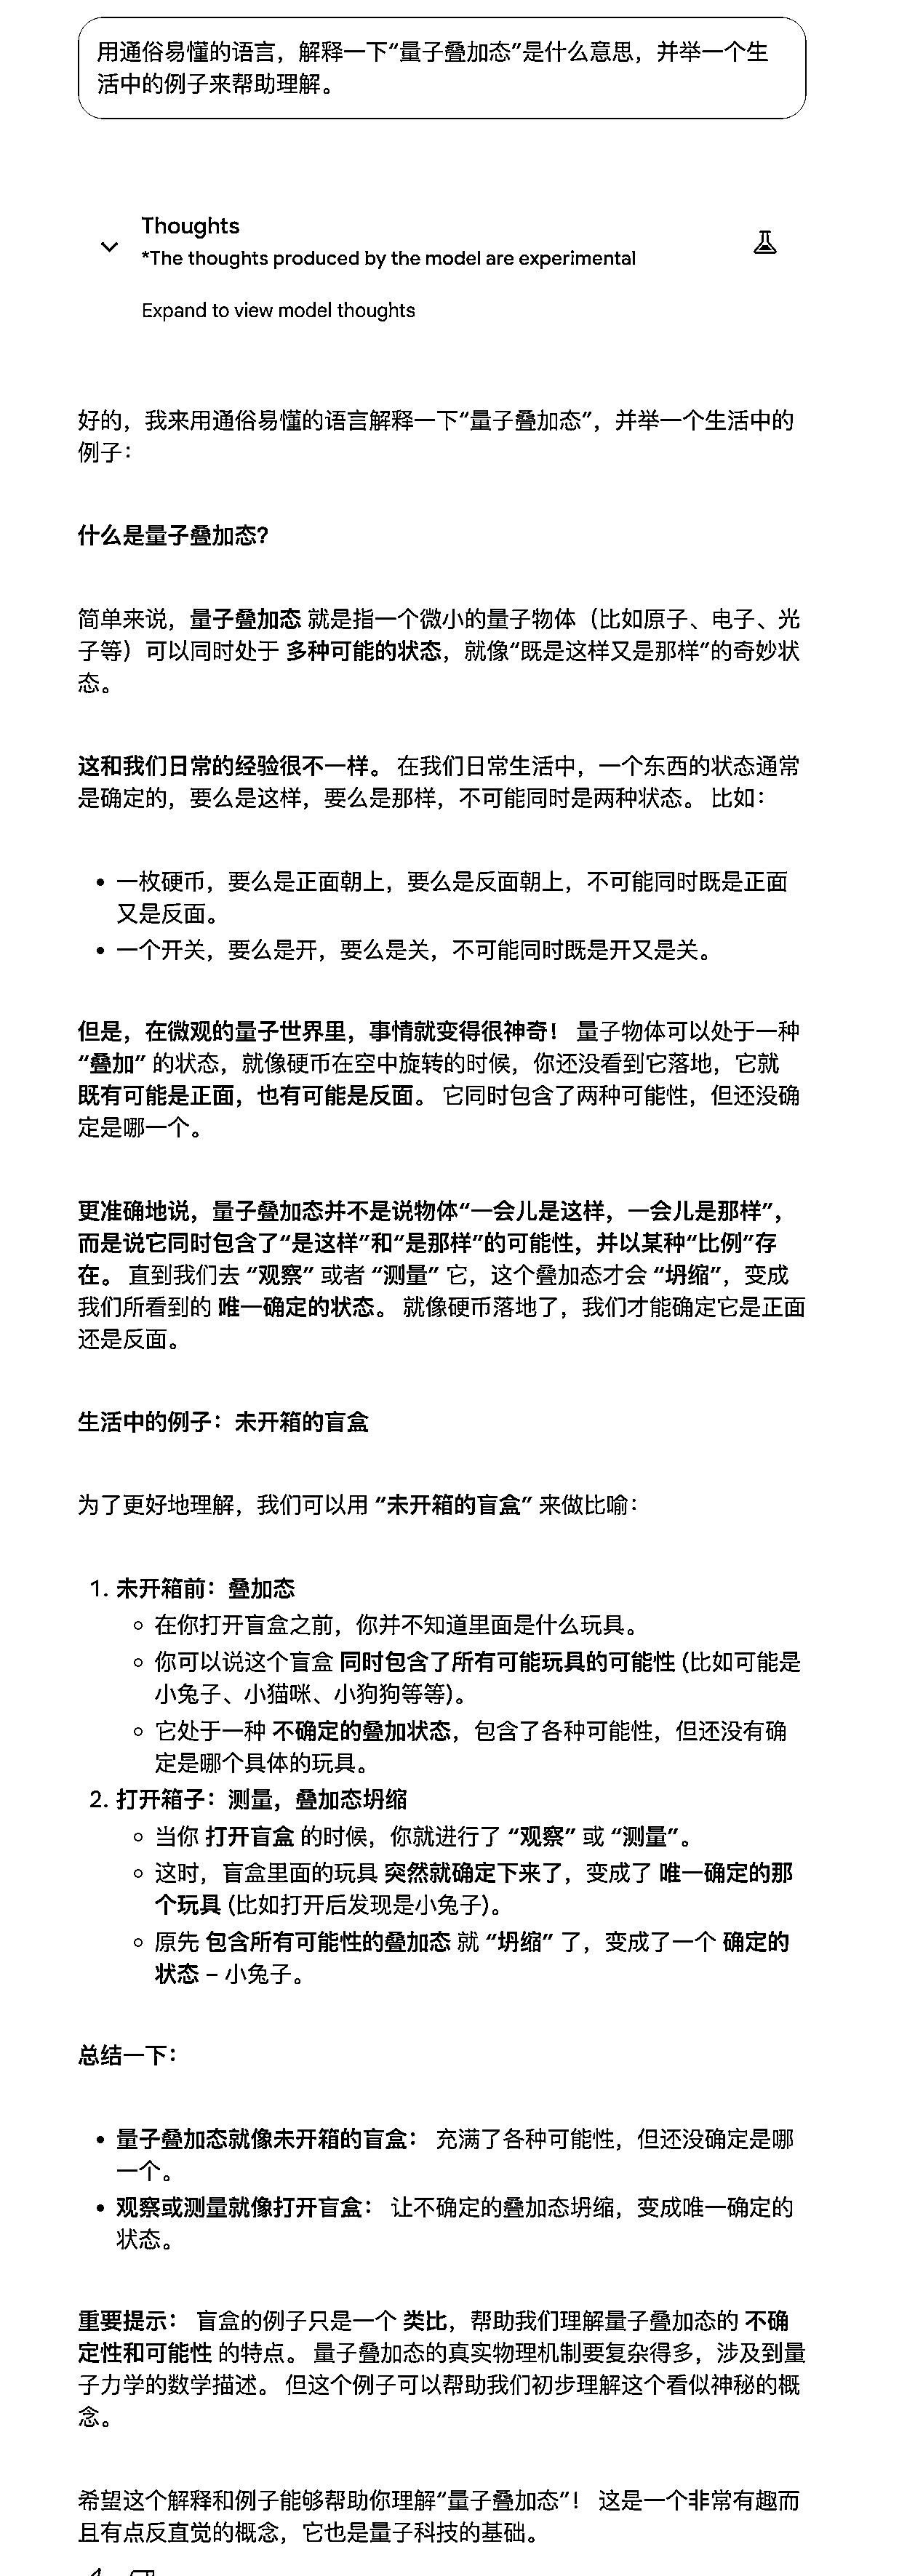 用通俗易懂的语言，解释一下“量子叠加态”是什么意思，并举一个生
活中的例子来帮助理解。
Thoughts
*The thoughts produced by the model are experimental
Expand to view model thoughts
好的，我来用通俗易懂的语言解释一下“量子叠加态”，并举一个生活中的
例子：
什么是量子叠加态?
简单来说，量子叠加态 就是指一个微小的量子物体（比如原子、电子、光
子等）可以同时处于 多种可能的状态，就像“既是这样又是那样”的奇妙状
态。
这和我们日常的经验很不一样。 在我们日常生活中，一个东西的状态通常
是确定的，要么是这样，要么是那样，不可能同时是两种状态。 比如：
• 一枚硬币，要么是正面朝上，要么是反面朝上，不可能同时既是正面
又是反面。
• 一个开关，要么是开，要么是关，不可能同时既是开又是关。
但是，在微观的量子世界里，事情就变得很神奇！ 量子物体可以处于一种
“叠加” 的状态，就像硬币在空中旋转的时候，你还没看到它落地，它就
既有可能是正面，也有可能是反面。 它同时包含了两种可能性，但还没确
定是哪一个。
更准确地说，量子叠加态并不是说物体“一会儿是这样，一会儿是那样”，
而是说它同时包含了“是这样”和“是那样”的可能性，并以某种“比例”存
在。 直到我们去 “观察” 或者 “测量” 它，这个叠加态才会 “坍缩”，变成
我们所看到的 唯一确定的状态。 就像硬币落地了，我们才能确定它是正面
还是反面。
生活中的例子：未开箱的盲盒
为了更好地理解，我们可以用 “未开箱的盲盒” 来做比喻：
1. 未开箱前：叠加态
◦ 在你打开盲盒之前，你并不知道里面是什么玩具。
◦ 你可以说这个盲盒 同时包含了所有可能玩具的可能性 (比如可能是
小兔子、小猫咪、小狗狗等等)。
◦ 它处于一种 不确定的叠加状态，包含了各种可能性，但还没有确
定是哪个具体的玩具。
2. 打开箱子：测量，叠加态坍缩
◦ 当你 打开盲盒 的时候，你就进行了 “观察” 或 “测量”。
◦ 这时，盲盒里面的玩具 突然就确定下来了，变成了 唯一确定的那
个玩具 (比如打开后发现是小兔子)。
◦ 原先 包含所有可能性的叠加态 就 “坍缩” 了，变成了一个 确定的
状态 – 小兔子。
总结一下：
• 量子叠加态就像未开箱的盲盒： 充满了各种可能性，但还没确定是哪
一个。
• 观察或测量就像打开盲盒： 让不确定的叠加态坍缩，变成唯一确定的
状态。
重要提示： 盲盒的例子只是一个 类比，帮助我们理解量子叠加态的 不确
定性和可能性 的特点。 量子叠加态的真实物理机制要复杂得多，涉及到量
子力学的数学描述。 但这个例子可以帮助我们初步理解这个看似神秘的概
念。
希望这个解释和例子能够帮助你理解“量子叠加态”！ 这是一个非常有趣而
且有点反直觉的概念，它也是量子科技的基础。